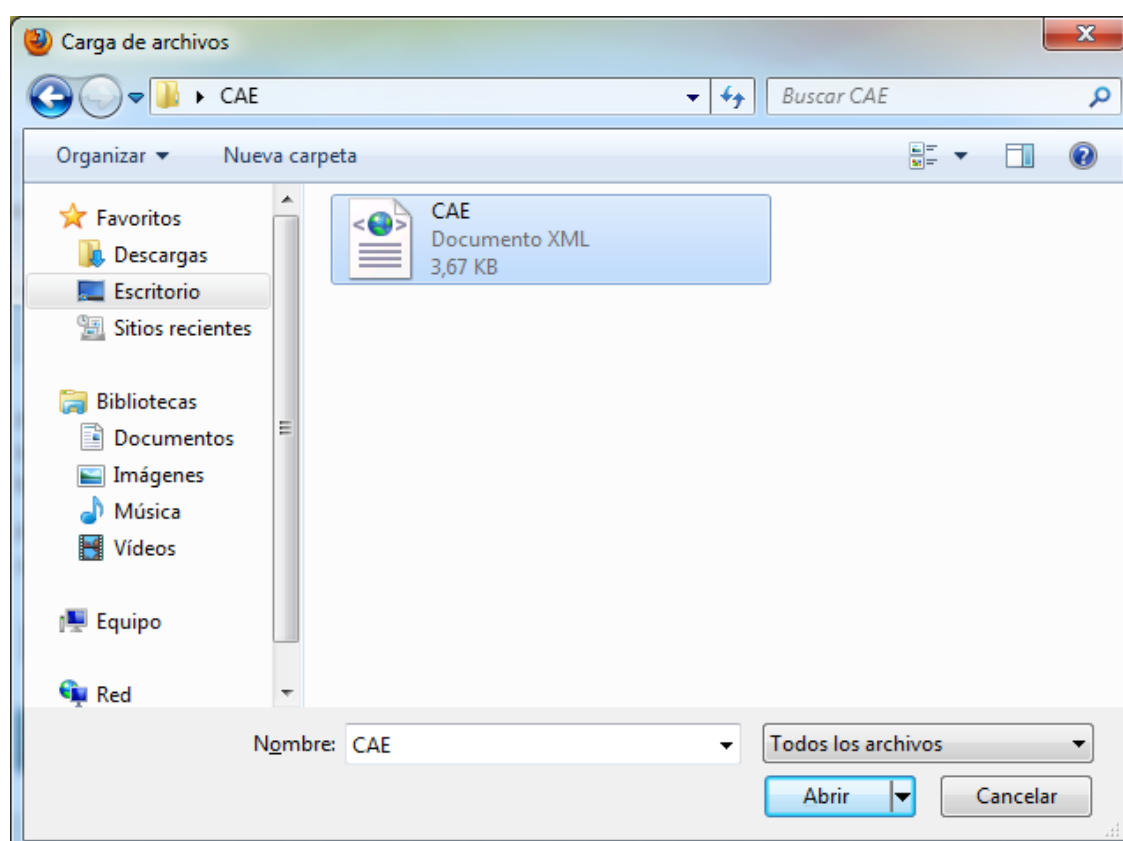 Carga de archivos
CAE
Buscar CAE
Organizar
Nueva carpeta
Favoritos
Descargas
Escritorio
Sitios recientes
Bibliotecas
Documentos
Imágenes
Música
Vídeos
Equipo
Red
CAE
Documento XML
3,67 KB
Nombre: CAE
Todos los archivos
Abrir
Cancelar